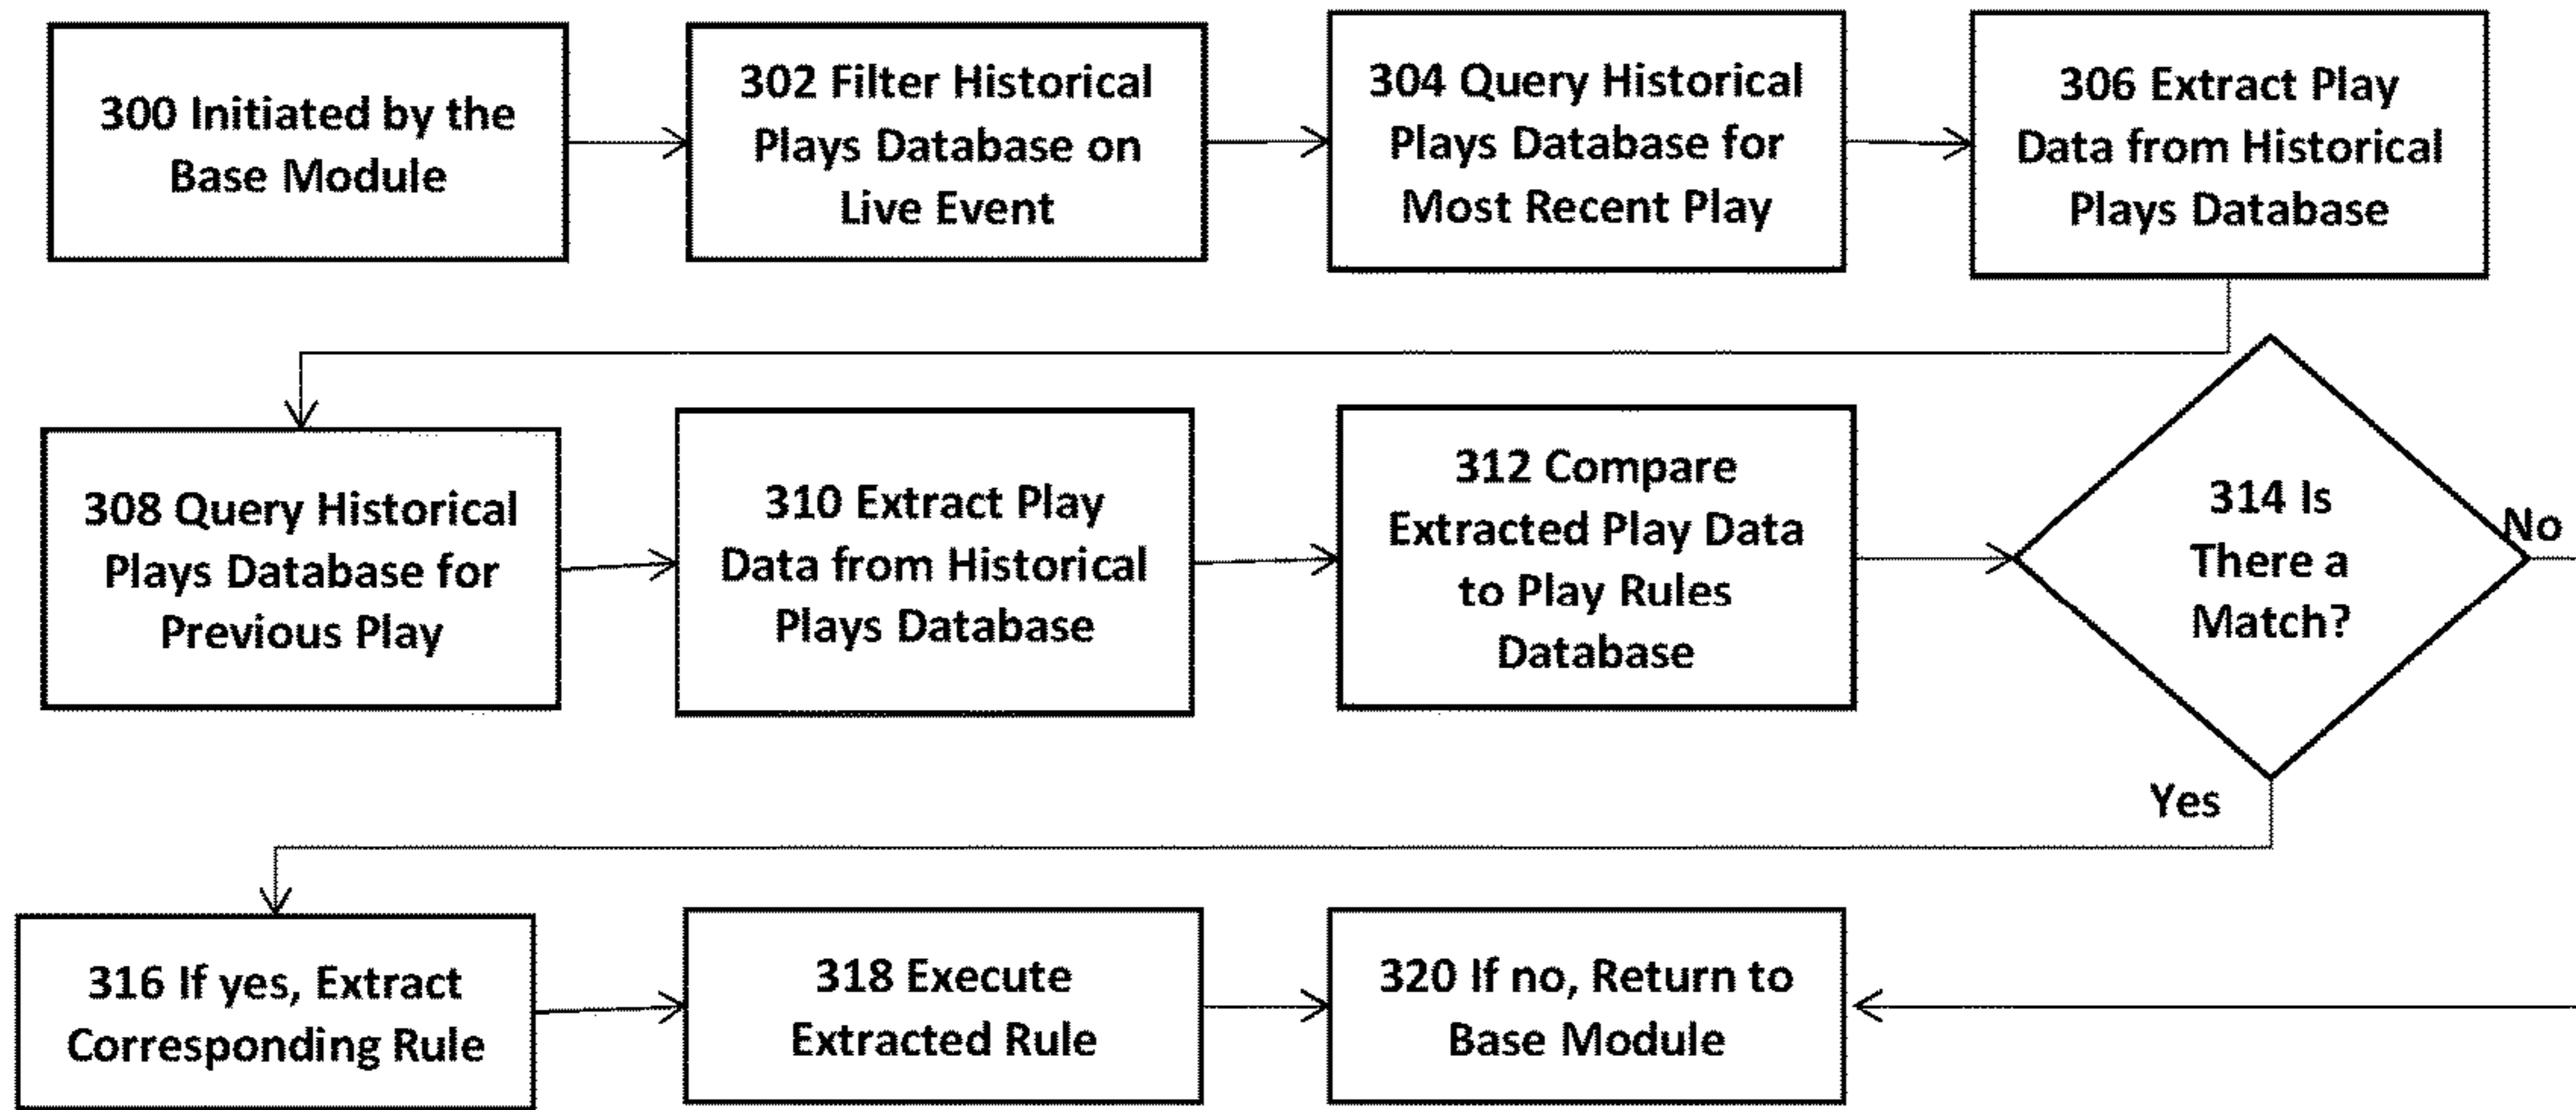 300 Initiated by the
Base Module
302 Filter Historical
Plays Database on
Live Event
304 Query Historical
Plays Database for
Most Recent Play
306 Extract Play
Data from Historical
Plays Database
308 Query Historical
Plays Database for
Previous Play
310 Extract Play
Data from Historical
Plays Database
312 Compare
Extracted Play Data
to Play Rules
Database
314 Is
There a
Match?
No
Yes
316 If yes, Extract
Corresponding Rule
318 Execute
Extracted Rule
320 If no, Return to
Base Module